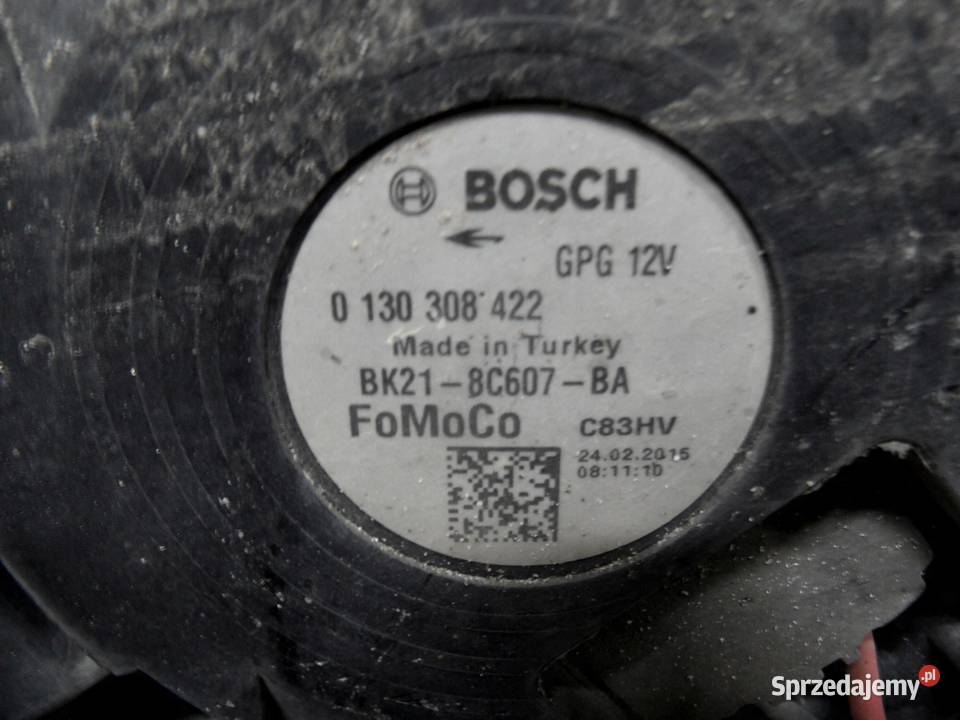 BOSCH
GPG 12V
0 130 308 422
Made in Turkey
BK21-8C607-BA
FoMoCo C83HV
24.02.2015
08:11:10
Sprzedajemy.pl